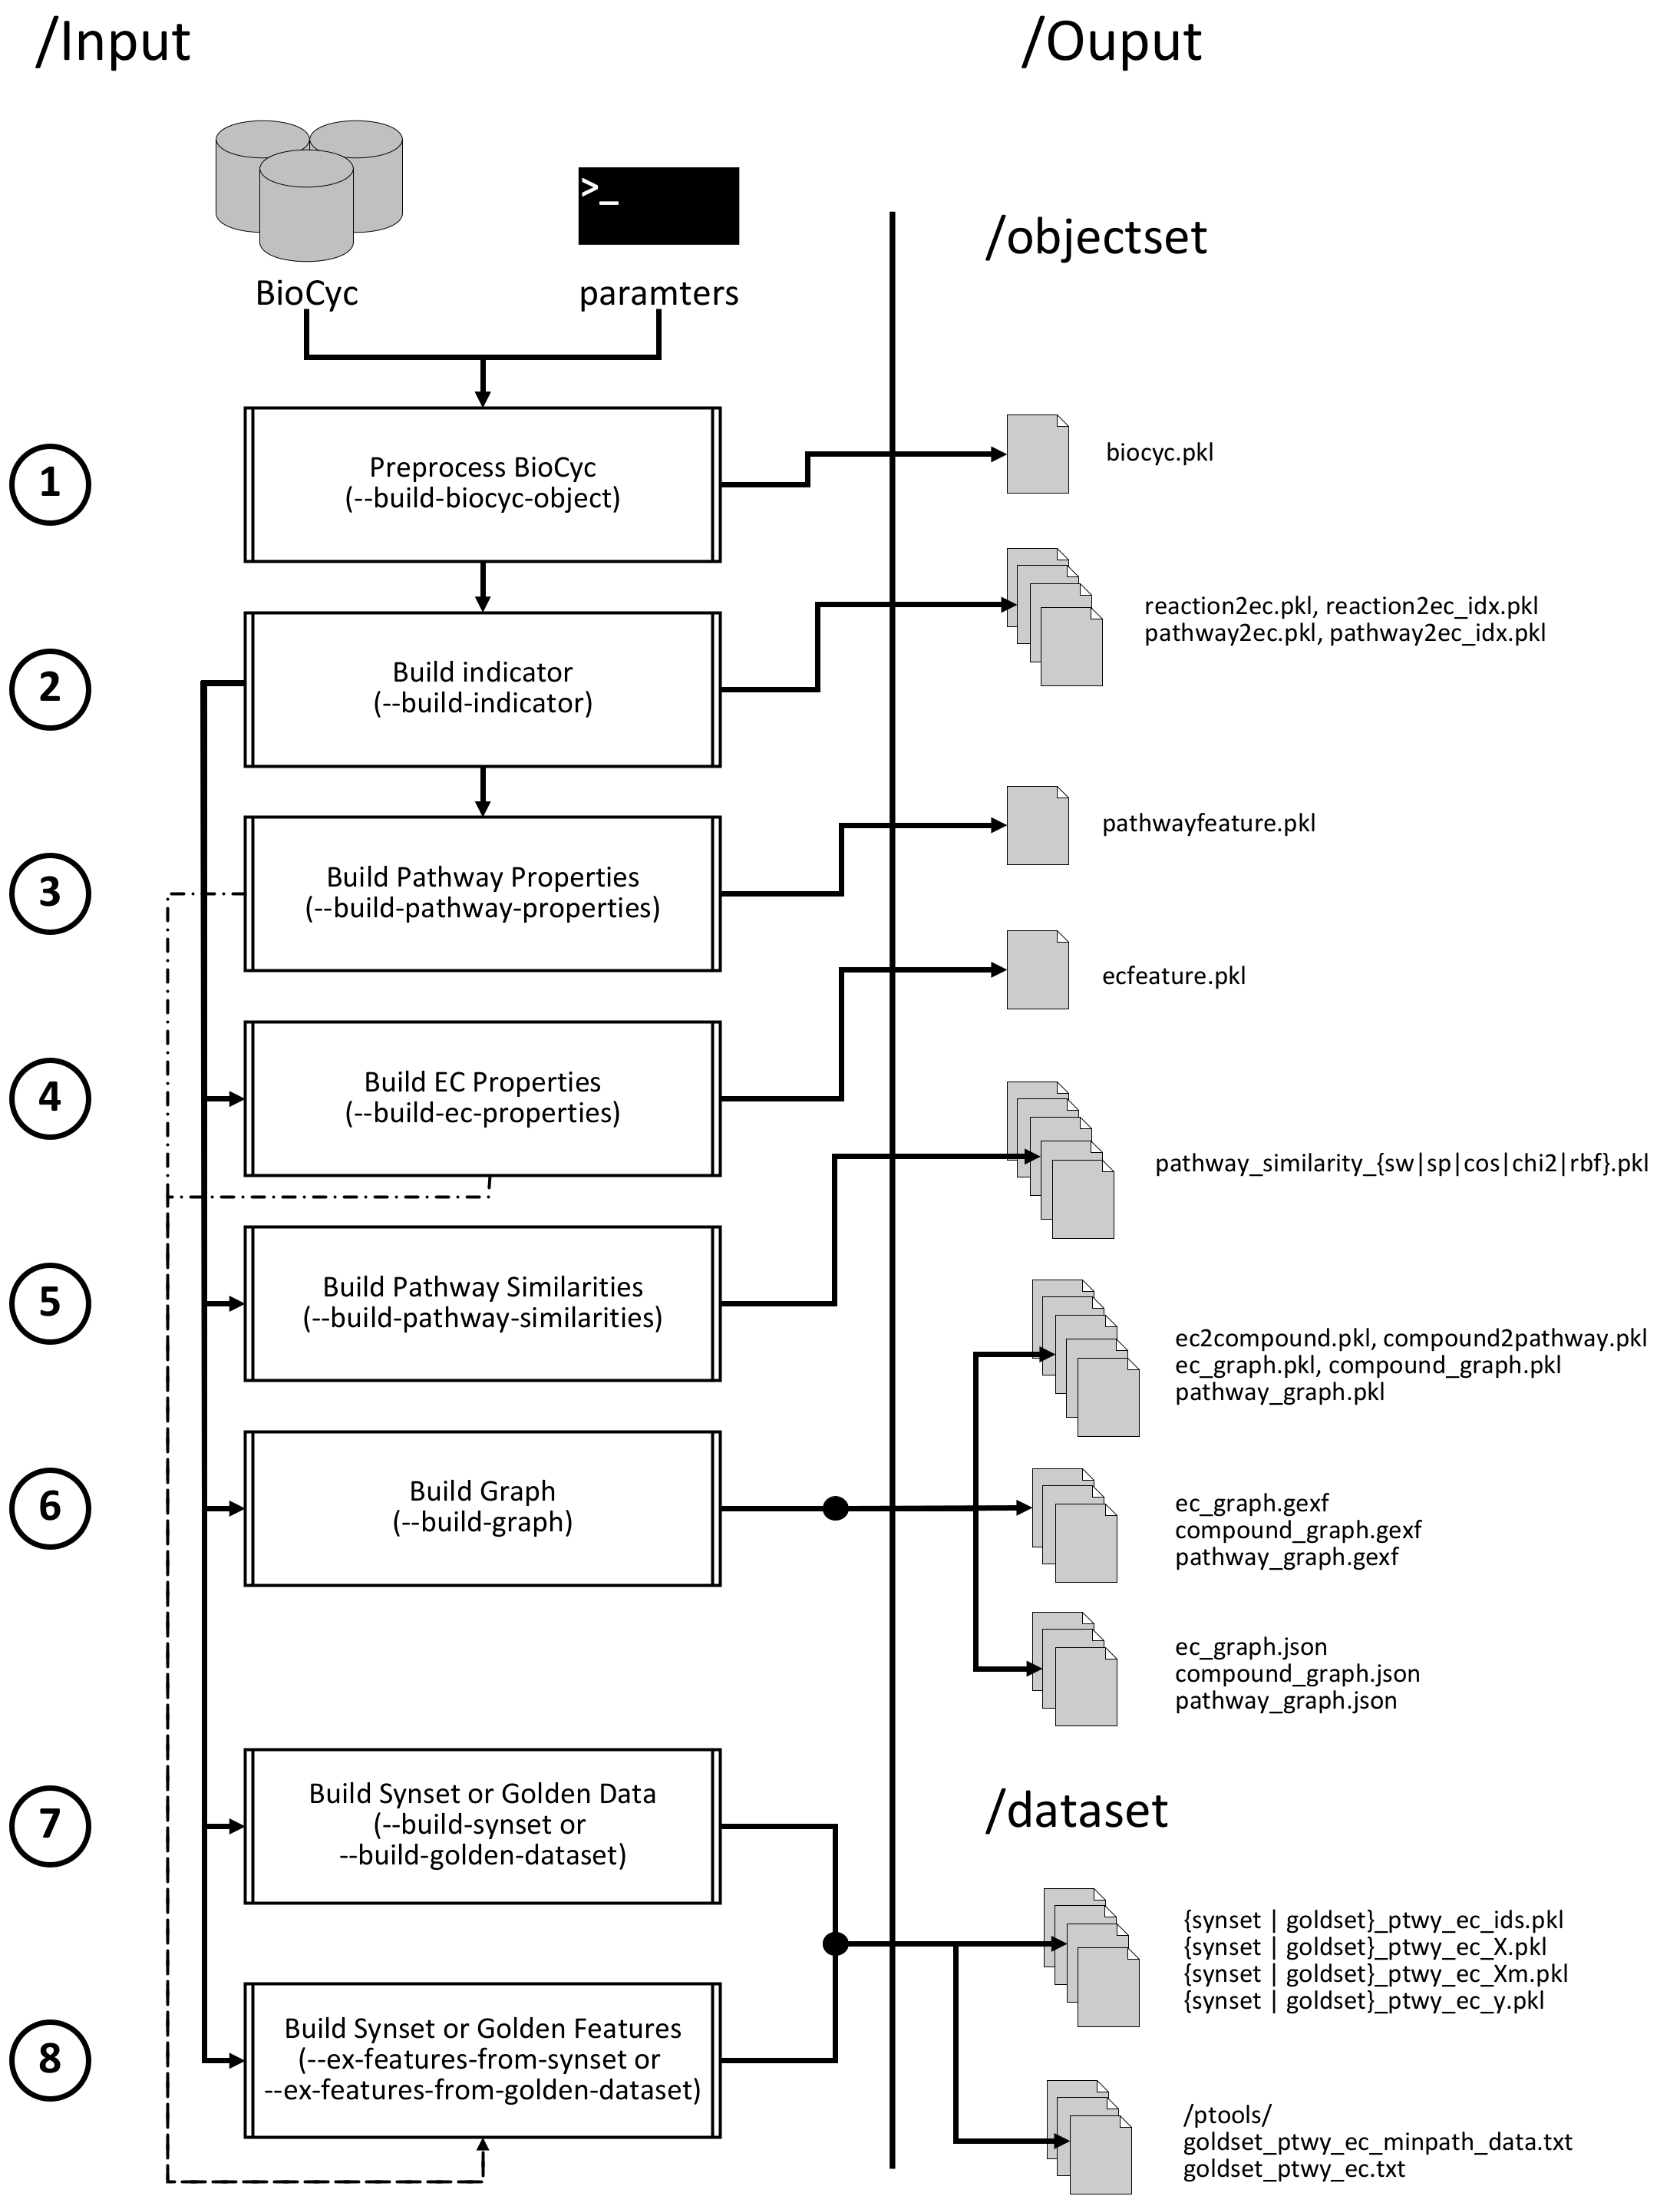 /Input
/Ouput
>_
/objectset
BioCyc
paramters
1
Preprocess BioCyc
(--build-biocyc-object)
biocyc.pkl
2
Build indicator
(--build-indicator)
reaction2ec.pkl, reaction2ec_idx.pkl
pathway2ec.pkl, pathway2ec_idx.pkl
3
Build Pathway Properties
(--build-pathway-properties)
pathwayfeature.pkl
4
Build EC Properties
(--build-ec-properties)
ecfeature.pkl
5
Build Pathway Similarities
(--build-pathway-similarities)
pathway_similarity_{sw|sp|cos|chi2|rbf}.pkl
6
Build Graph
(--build-graph)
ec2compound.pkl, compound2pathway.pkl
ec_graph.pkl, compound_graph.pkl
pathway_graph.pkl
ec_graph.gexf
compound_graph.gexf
pathway_graph.gexf
ec_graph.json
compound_graph.json
pathway_graph.json
7
Build Synset or Golden Data
(--build-synset or
--build-golden-dataset)
/dataset
{synset | goldset}_ptwy_ec_ids.pkl
{synset | goldset}_ptwy_ec_X.pkl
{synset | goldset}_ptwy_ec_Xm.pkl
{synset | goldset}_ptwy_ec_y.pkl
8
Build Synset or Golden Features
(--ex-features-from-synset or
--ex-features-from-golden-dataset)
/ptools/
goldset_ptwy_ec_minpath_data.txt
goldset_ptwy_ec.txt